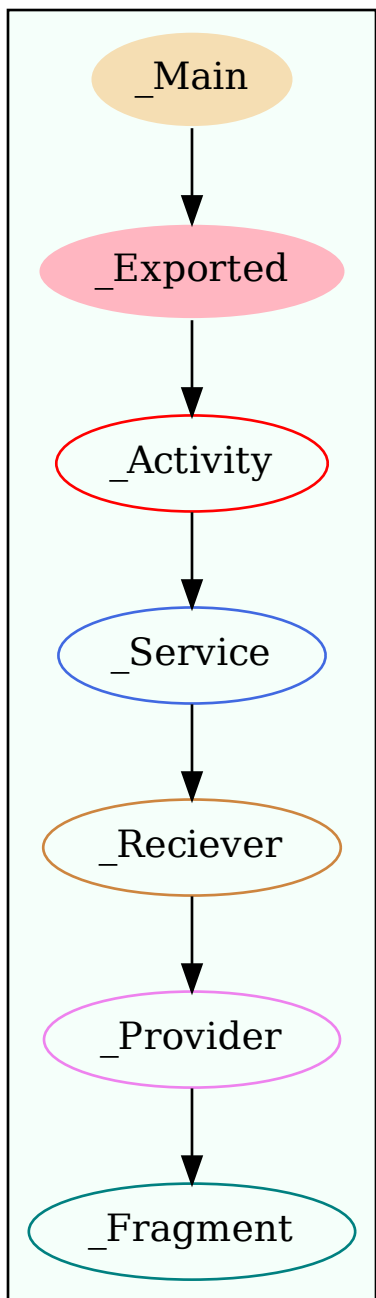 _Main
_Exported
_Activity
_Service
_Reciever
_Provider
_Fragment